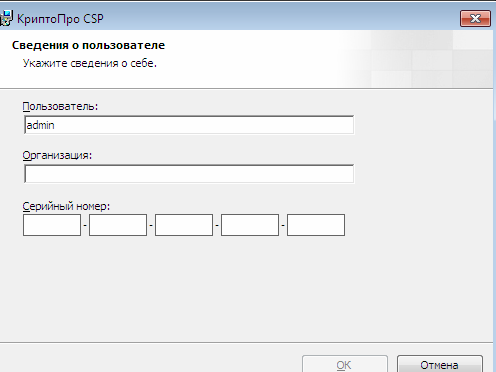 КриптоПро CSP
Сведения о пользователе
Укажите сведения о себе.
Пользователь:
admin
Организация:
Серийный номер:
- - - -
OK Отмена